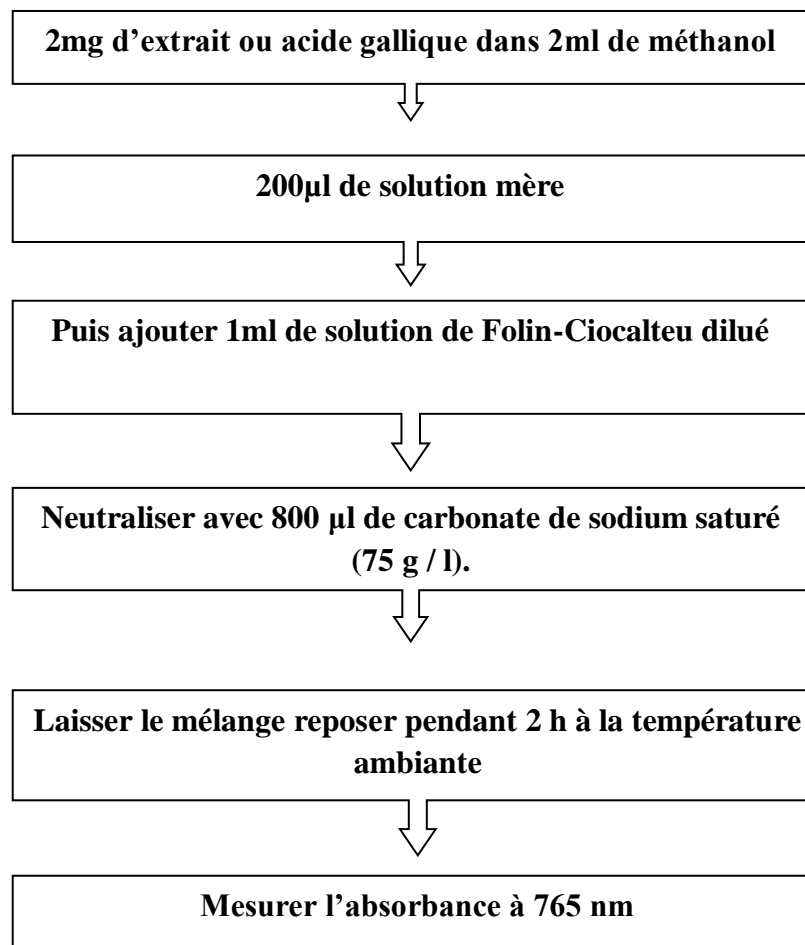 2mg d’extrait ou acide gallique dans 2ml de méthanol
200µl de solution mère
Puis ajouter 1ml de solution de Folin-Ciocalteu dilué
Neutraliser avec 800 µl de carbonate de sodium saturé
(75 g / l).
Laisser le mélange reposer pendant 2 h à la température
ambiante
Mesurer l’absorbance à 765 nm